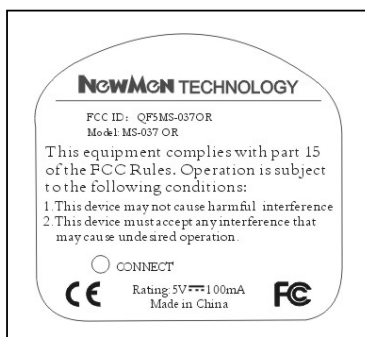 NewMen TECHNOLOGY
FCC ID: QF5MS-037OR
Model: MS-037 OR
This equipment complies with part 15
of the FCC Rules. Operation is subject
to the following conditions:
1.This device may not cause harmful interference
2.This device must accept any interference that
may cause undesired operation.
CONNECT
CE Rating: 5V⎓100mA FC
Made in China